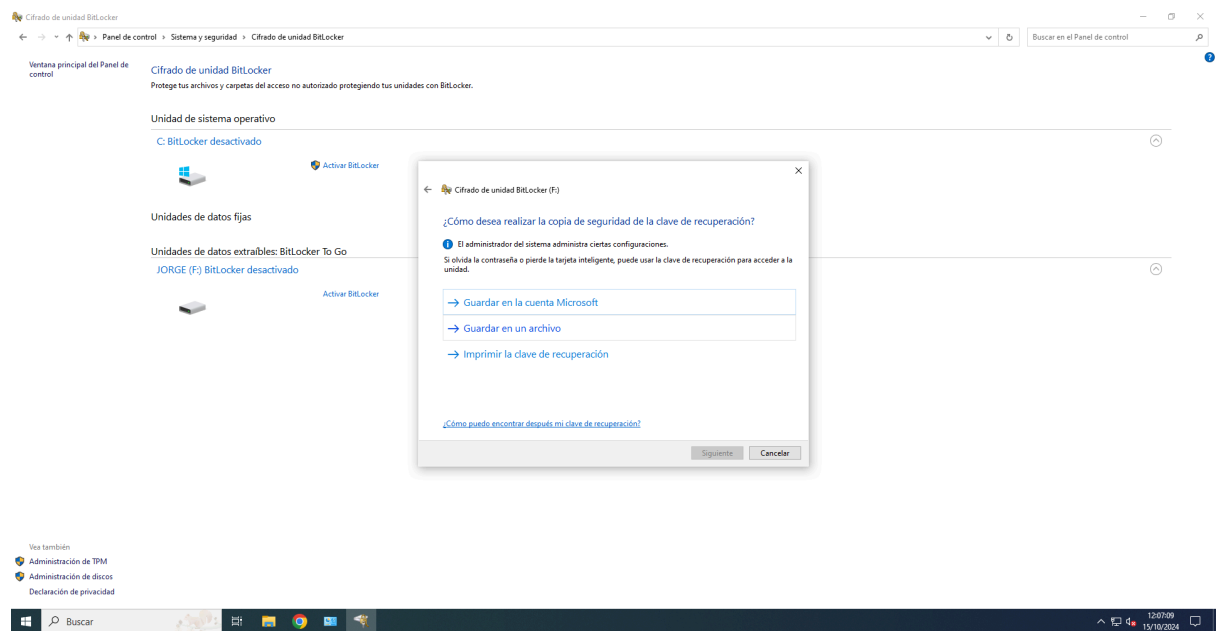 Cifrado de unidad BitLocker
Panel de control > Sistema y seguridad > Cifrado de unidad BitLocker
Buscar en el Panel de control
Ventana principal del Panel de
control
Cifrado de unidad BitLocker
Protege tus archivos y carpetas del acceso no autorizado protegiendo tus unidades con BitLocker.
Unidad de sistema operativo
C: BitLocker desactivado
Activar BitLocker
Unidades de datos fijas
Unidades de datos extraíbles: BitLocker To Go
JORGE (F:) BitLocker desactivado
Activar BitLocker
Cifrado de unidad BitLocker (F:)
¿Cómo desea realizar la copia de seguridad de la clave de recuperación?
El administrador del sistema administra ciertas configuraciones.
Si olvida la contraseña o pierde la tarjeta inteligente, puede usar la clave de recuperación para acceder a la
unidad.
Guardar en la cuenta Microsoft
Guardar en un archivo
Imprimir la clave de recuperación
¿Cómo puedo encontrar después mi clave de recuperación?
Siguiente
Cancelar
Vea también
Administración de TPM
Administración de discos
Declaración de privacidad
Buscar
12:07:09
15/10/2024